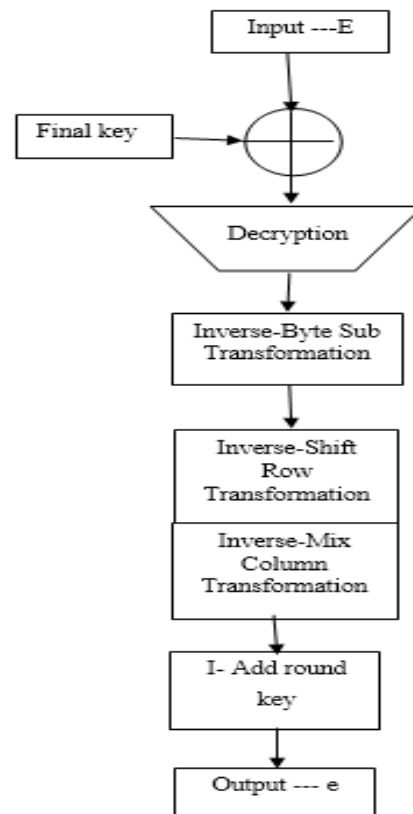 Input ---E
Final key
Decryption
Inverse-Byte Sub
Transformation
Inverse-Shift
Row
Transformation
Inverse-Mix
Column
Transformation
I- Add round
key
Output --- e